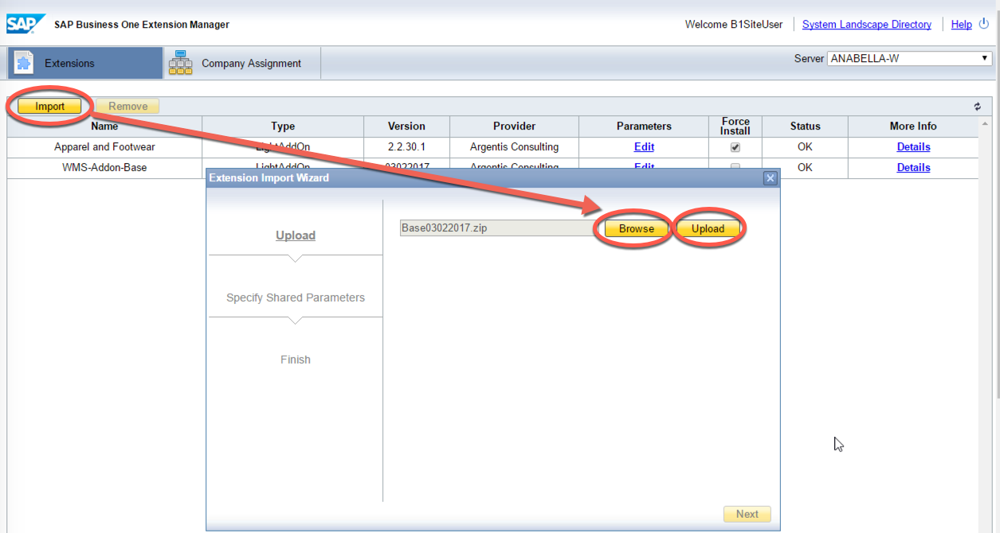 SAP SAP Business One Extension Manager Welcome B1SiteUser System Landscape Directory Help
Extensions Company Assignment Server ANABELLA-W
Import Remove
Name Type Version Provider Parameters Force Install Status More Info
Apparel and Footwear LightAddOn 2.2.30.1 Argentis Consulting Edit OK Details
WMS-Addon-Base LightAddOn 03022017 Argentis Consulting Edit OK Details
Extension Import Wizard
Base03022017.zip Browse Upload
Upload
Specify Shared Parameters
Finish
Next